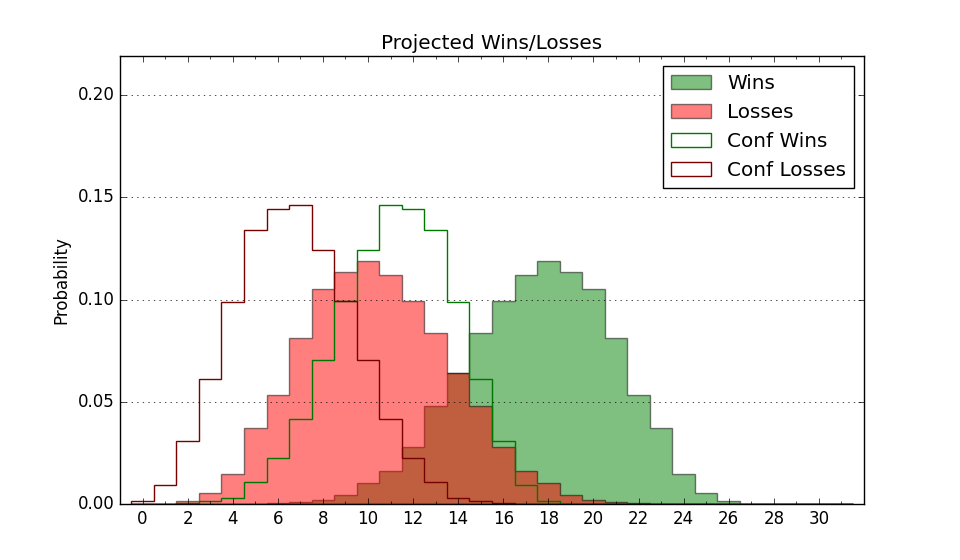 Projected Wins/Losses
Wins
Losses
Conf Wins
Conf Losses
Probability
0.20
0.15
0.10
0.05
0.00
0 2 4 6 8 10 12 14 16 18 20 22 24 26 28 30